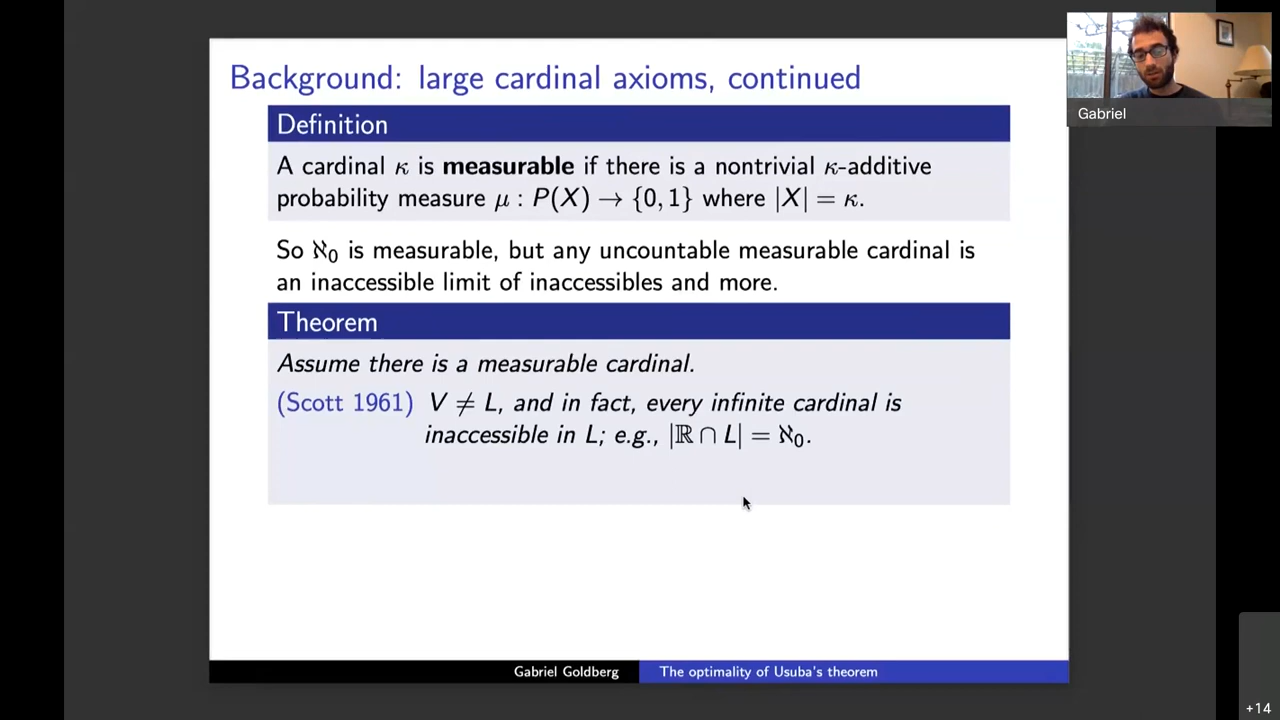 Background: large cardinal axioms, continued
Definition
A cardinal κ is measurable if there is a nontrivial κ-additive
probability measure μ : P(X) → {0, 1} where |X| = κ.
So ℵ₀ is measurable, but any uncountable measurable cardinal is
an inaccessible limit of inaccessibles and more.
Theorem
Assume there is a measurable cardinal.
(Scott 1961) V ≠ L, and in fact, every infinite cardinal is
inaccessible in L; e.g., |ℝ ∩ L| = ℵ₀.
Gabriel Goldberg
The optimality of Usuba's theorem
Gabriel
+14